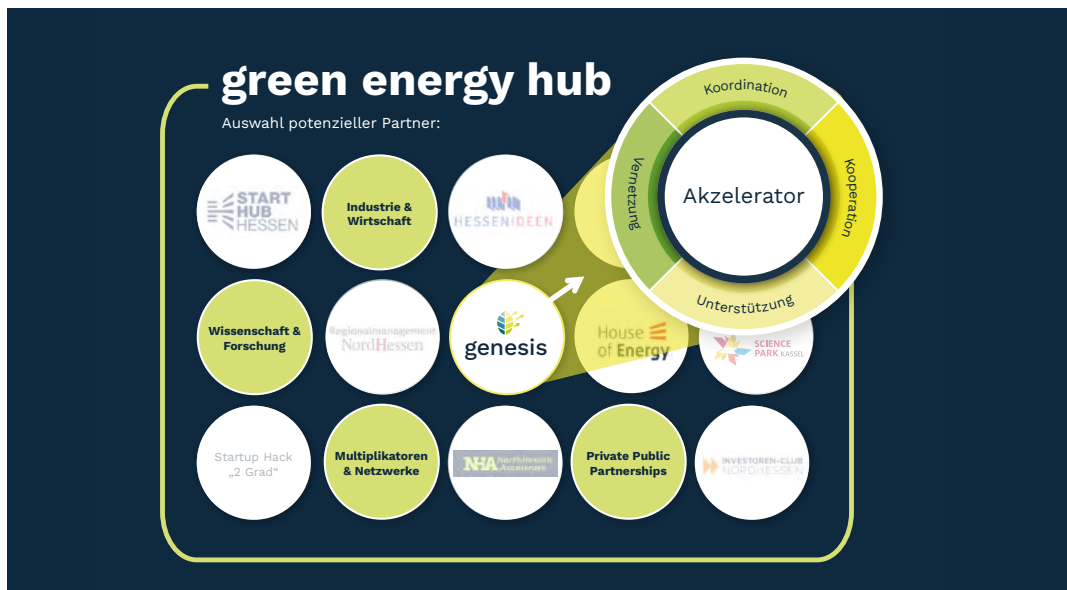 green energy hub
Auswahl potenzieller Partner:
Koordination
Kooperation
Unterstützung
Vernetzung
Akzelerator
START
HUB
HESSEN
Industrie &
Wirtschaft
HESSENIDEEN
Wissenschaft &
Forschung
Regionalmanagement
NordHessen
genesis
House
of Energy
SCIENCE
PARK KASSEL
Startup Hack
„2 Grad“
Multiplikatoren
& Netzwerke
NHA NorthHessen
Accelerates
Private Public
Partnerships
INVESTOREN-CLUB
NORDHESSEN